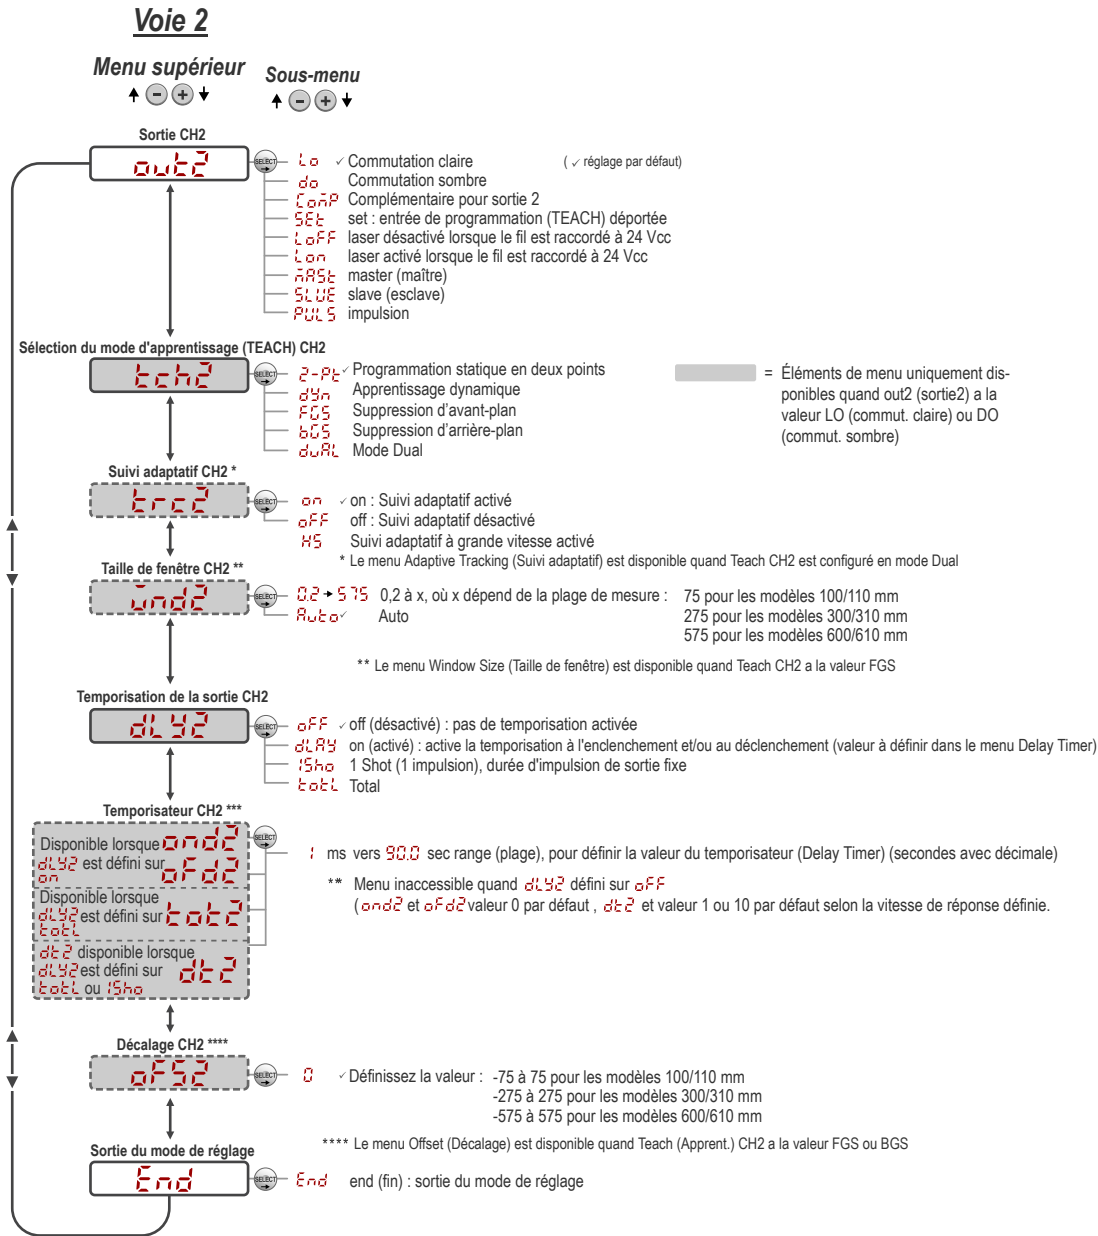 Voie 2
Menu supérieur
Sous-menu
- +
- +
Sortie CH2
out2
SELECT
Lo ✓ Commutation claire
( ✓ réglage par défaut)
do Commutation sombre
ComP Complémentaire pour sortie 2
SEt set : entrée de programmation (TEACH) déportée
LoFF laser désactivé lorsque le fil est raccordé à 24 Vcc
Lon laser activé lorsque le fil est raccordé à 24 Vcc
mASt master (maître)
SLVE slave (esclave)
PULS impulsion
Sélection du mode d'apprentissage (TEACH) CH2
tch2
SELECT
2-Pt ✓ Programmation statique en deux points
dYn Apprentissage dynamique
FGS Suppression d'avant-plan
bGS Suppression d'arrière-plan
duAL Mode Dual
= Éléments de menu uniquement dis-
ponibles quand out2 (sortie2) a la
valeur LO (commut. claire) ou DO
(commut. sombre)
Suivi adaptatif CH2 *
trc2
SELECT
on ✓ on : Suivi adaptatif activé
oFF off : Suivi adaptatif désactivé
HS Suivi adaptatif à grande vitesse activé
* Le menu Adaptive Tracking (Suivi adaptatif) est disponible quand Teach CH2 est configuré en mode Dual
Taille de fenêtre CH2 **
wnd2
SELECT
0.2 → 575 0,2 à x, où x dépend de la plage de mesure : 75 pour les modèles 100/110 mm
Auto ✓ Auto
275 pour les modèles 300/310 mm
575 pour les modèles 600/610 mm
** Le menu Window Size (Taille de fenêtre) est disponible quand Teach CH2 a la valeur FGS
Temporisation de la sortie CH2
dLY2
SELECT
oFF ✓ off (désactivé) : pas de temporisation activée
dLAY on (activé) : active la temporisation à l'enclenchement et/ou au déclenchement (valeur à définir dans le menu Delay Timer)
1Sho 1 Shot (1 impulsion), durée d'impulsion de sortie fixe
totL Total
Temporisateur CH2 ***
Disponible lorsque
dLY2 est défini sur
on
ond2
oFd2
SELECT
Disponible lorsque
dLY2 est défini sur
totL
tot2
dt2 disponible lorsque
dLY2 est défini sur
totL ou 1Sho
dt2
1 ms vers 90.0 sec range (plage), pour définir la valeur du temporisateur (Delay Timer) (secondes avec décimale)
*** Menu inaccessible quand dLY2 défini sur oFF
(ond2 et oFd2 valeur 0 par défaut , dt2 et valeur 1 ou 10 par défaut selon la vitesse de réponse définie.
Décalage CH2 ****
oFS2
SELECT
0 ✓ Définissez la valeur : -75 à 75 pour les modèles 100/110 mm
-275 à 275 pour les modèles 300/310 mm
-575 à 575 pour les modèles 600/610 mm
**** Le menu Offset (Décalage) est disponible quand Teach (Apprent.) CH2 a la valeur FGS ou BGS
Sortie du mode de réglage
End
SELECT
End end (fin) : sortie du mode de réglage